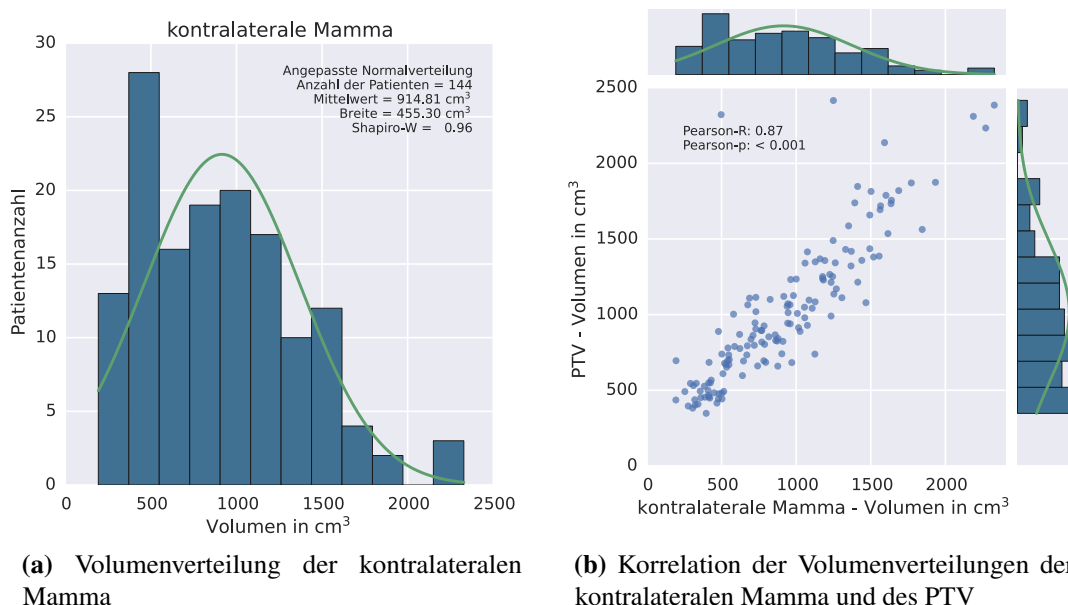 kontralaterale Mamma
30
25
20
15
10
5
0
Patientenanzahl
Angepasste Normalverteilung
Anzahl der Patienten = 144
Mittelwert = 914.81 cm³
Breite = 455.30 cm³
Shapiro-W = 0.96
0 500 1000 1500 2000 2500
Volumen in cm³
(a) Volumenverteilung der kontralateralen
Mamma
2500
2000
1500
1000
500
0
PTV - Volumen in cm³
Pearson-R: 0.87
Pearson-p: < 0.001
0 500 1000 1500 2000
kontralaterale Mamma - Volumen in cm³
(b) Korrelation der Volumenverteilungen der
kontralateralen Mamma und des PTV